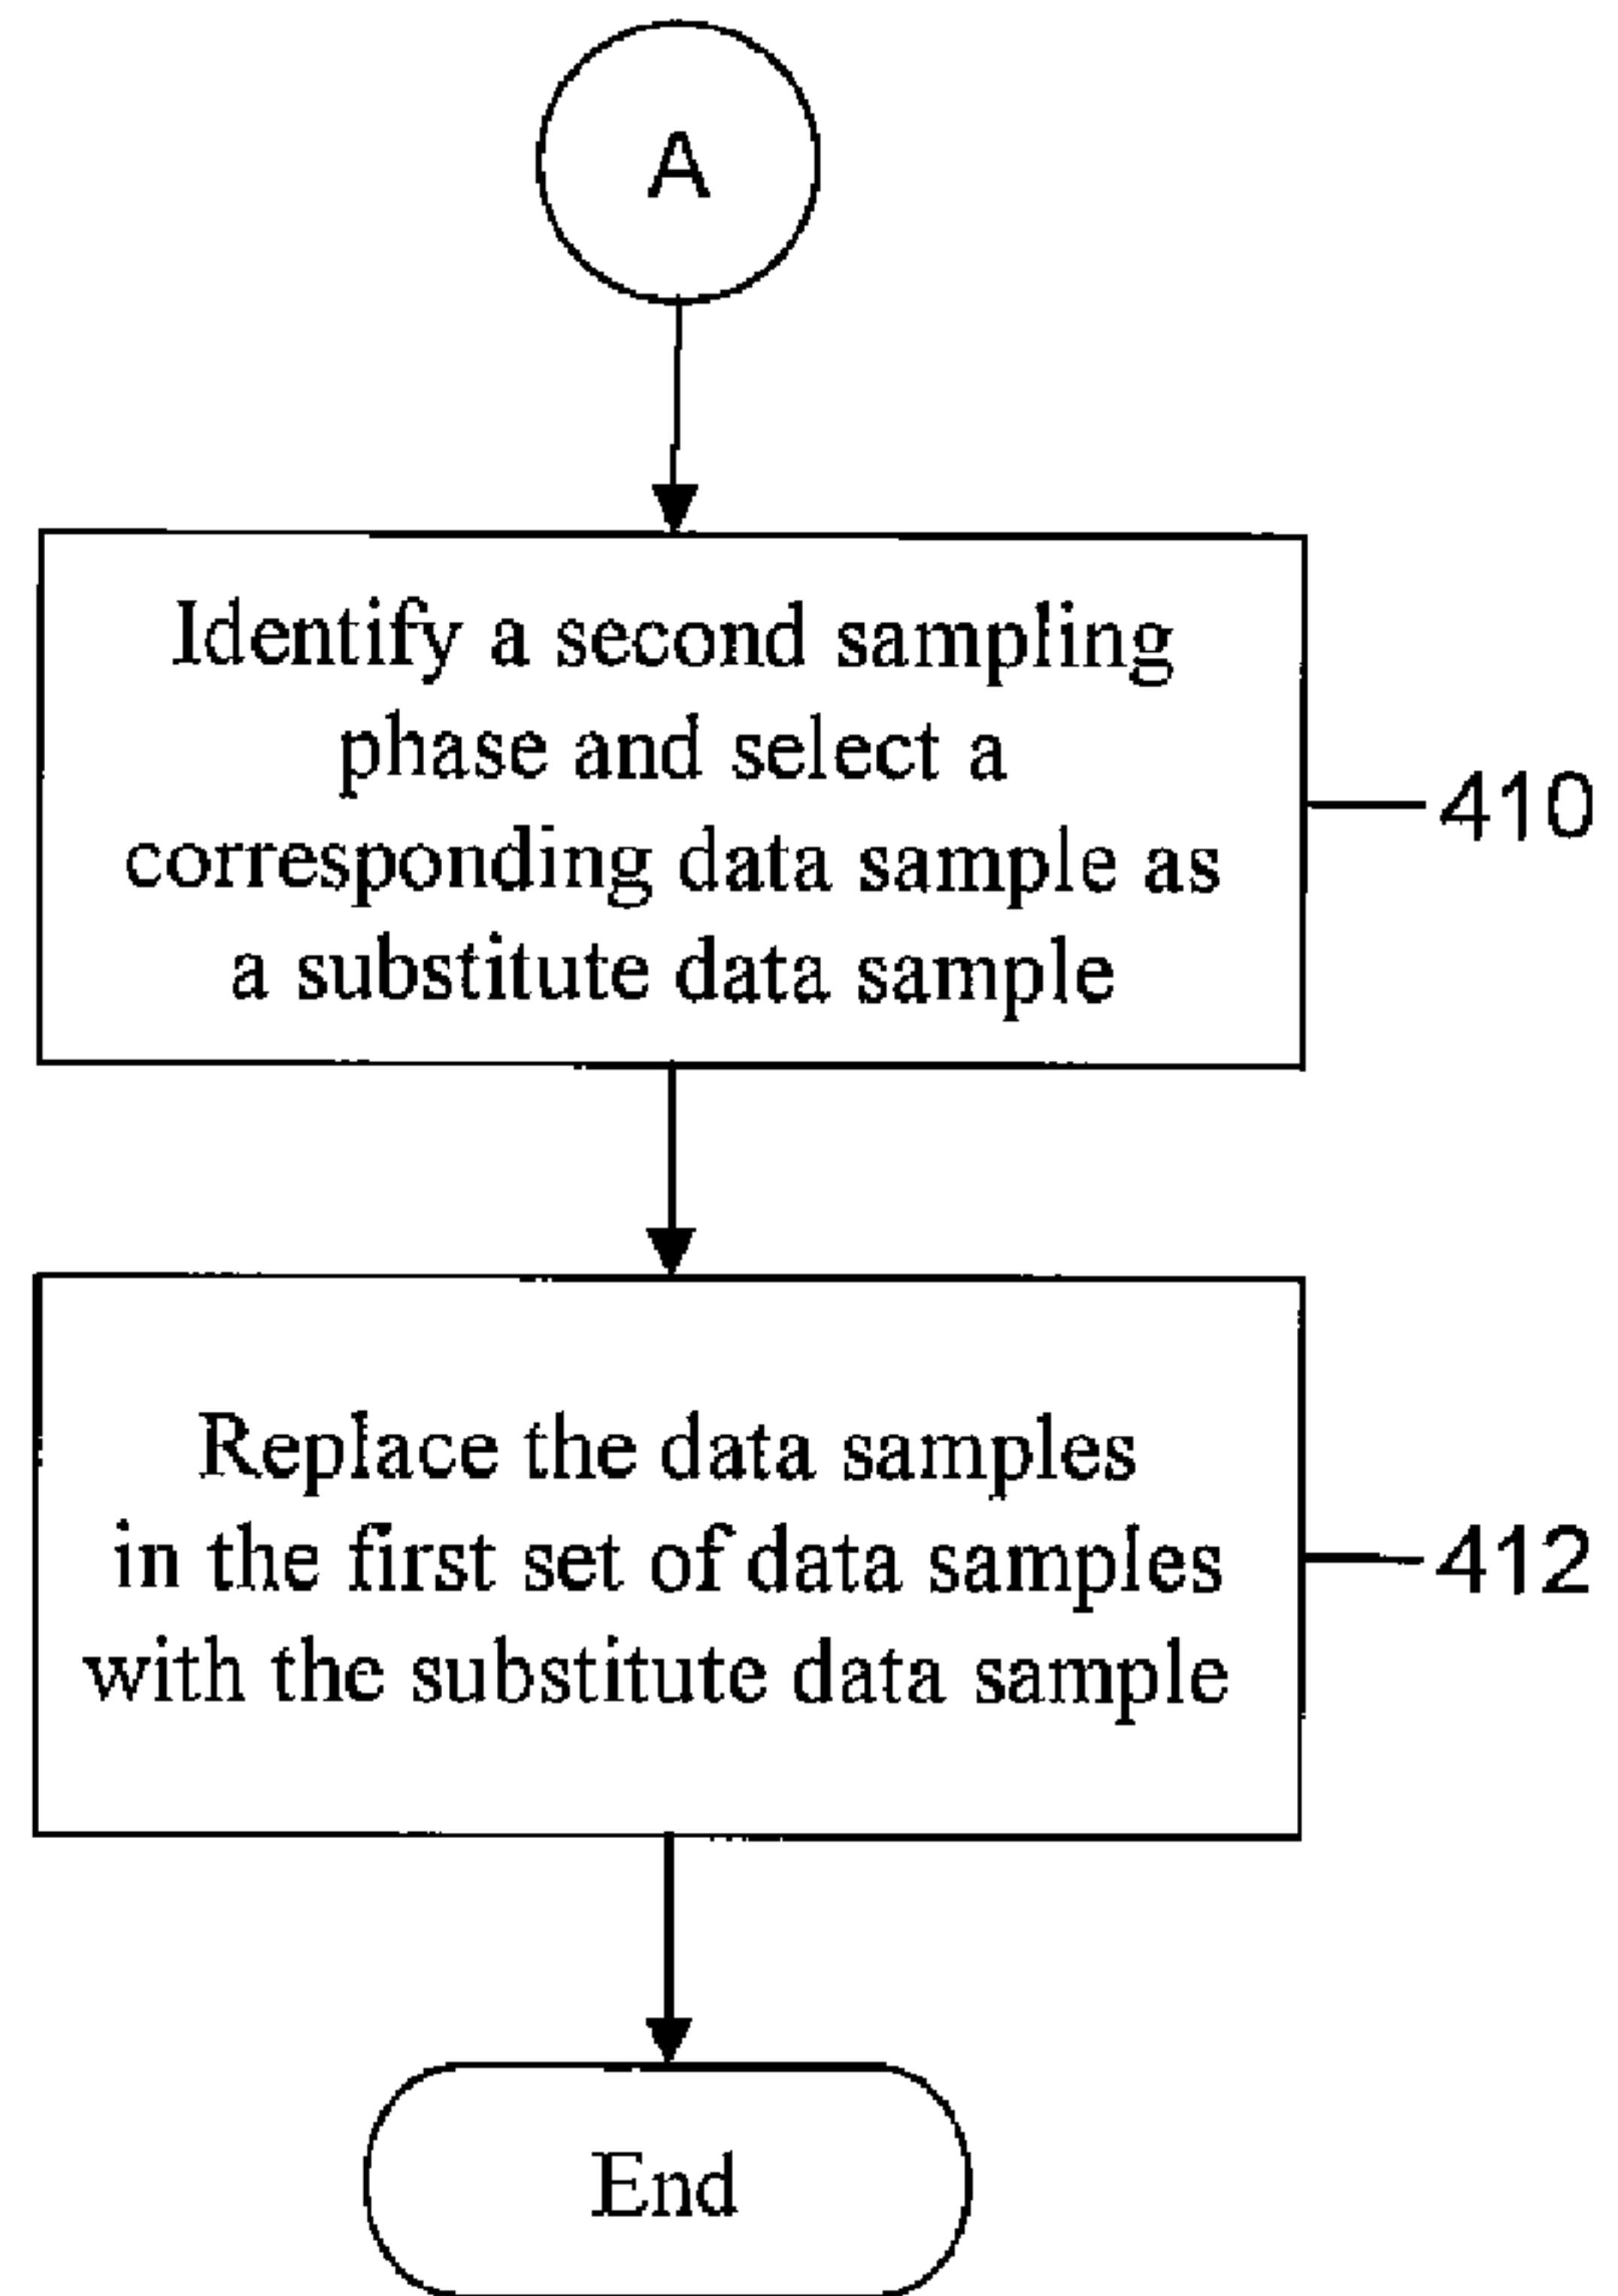 A
Identify a second sampling
phase and select a
corresponding data sample as
a substitute data sample
410
Replace the data samples
in the first set of data samples
with the substitute data sample
412
End